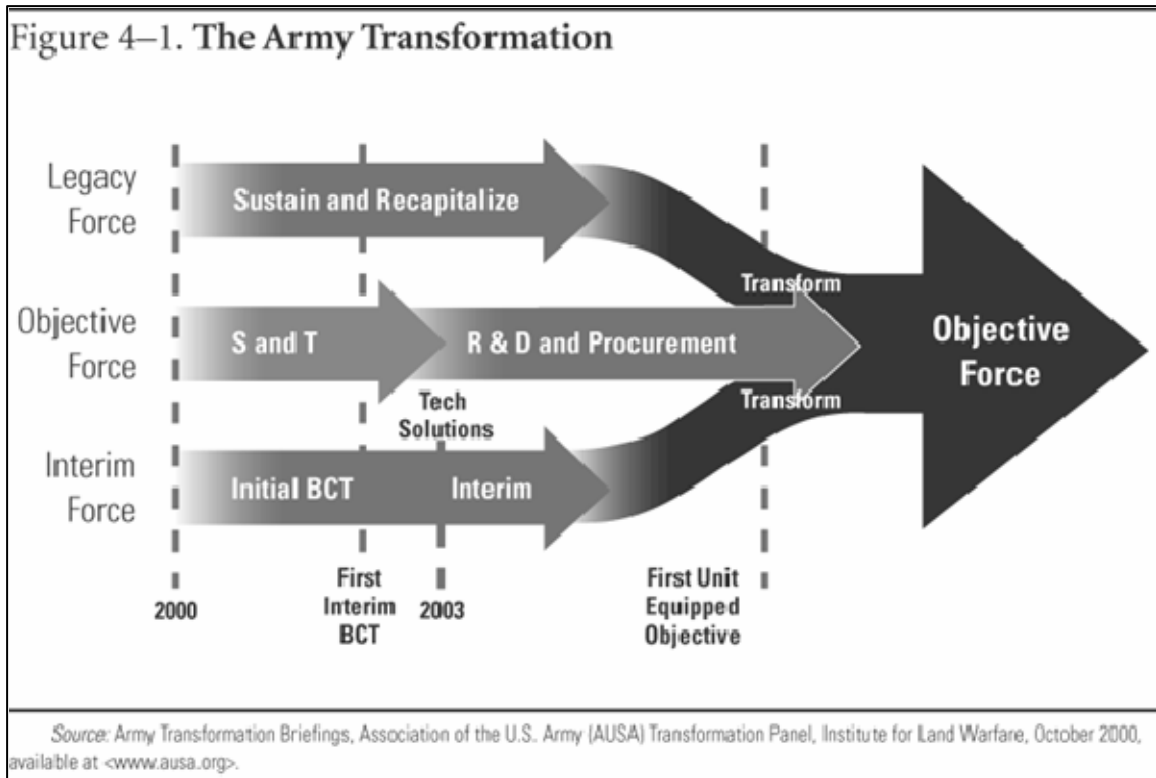 Figure 4–1. The Army Transformation
Legacy
Force
Sustain and Recapitalize
Transform
Objective
Force
S and T
R & D and Procurement
Objective
Force
Tech
Solutions
Transform
Interim
Force
Initial BCT
Interim
2000
First
Interim
BCT
2003
First Unit
Equipped
Objective
Source: Army Transformation Briefings, Association of the U.S. Army (AUSA) Transformation Panel, Institute for Land Warfare, October 2000,
available at <www.ausa.org>.